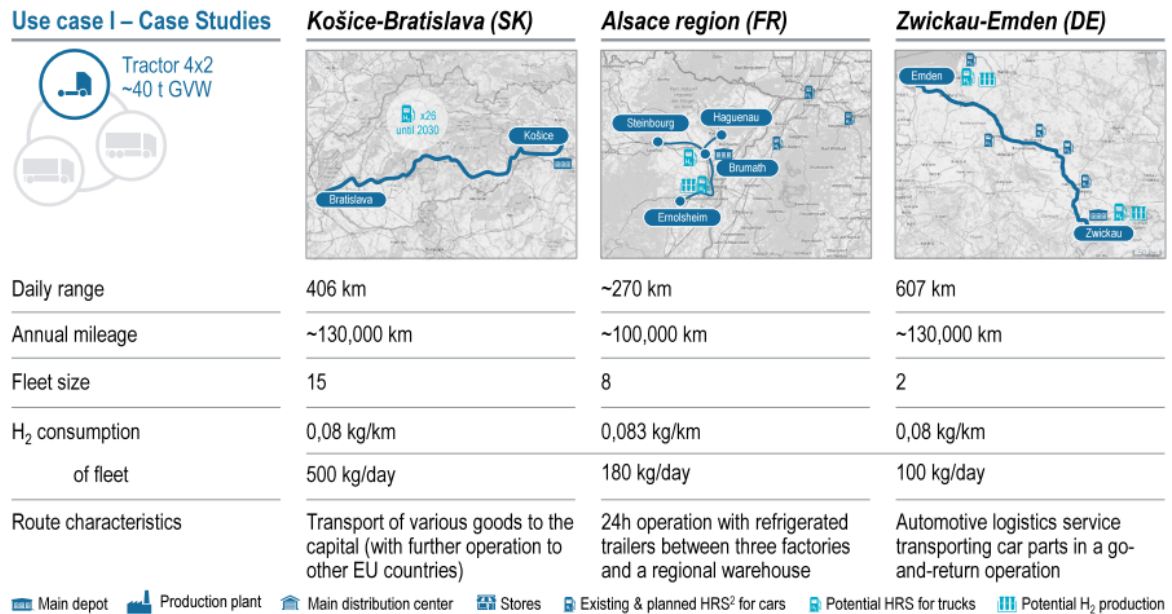 Use case I – Case Studies
Košice-Bratislava (SK)
Alsace region (FR)
Zwickau-Emden (DE)
Tractor 4x2
~40 t GVW
H₂ x26
until 2030
Košice
Bratislava
Steinbourg
Haguenau
Brumath
Ernolsheim
Emden
Zwickau
Daily range
406 km
~270 km
607 km
Annual mileage
~130,000 km
~100,000 km
~130,000 km
Fleet size
15
8
2
H₂ consumption
0,08 kg/km
0,083 kg/km
0,08 kg/km
of fleet
500 kg/day
180 kg/day
100 kg/day
Route characteristics
Transport of various goods to the
capital (with further operation to
other EU countries)
24h operation with refrigerated
trailers between three factories
and a regional warehouse
Automotive logistics service
transporting car parts in a go-
and-return operation
Main depot
Production plant
Main distribution center
Stores
Existing & planned HRS² for cars
Potential HRS for trucks
Potential H₂ production